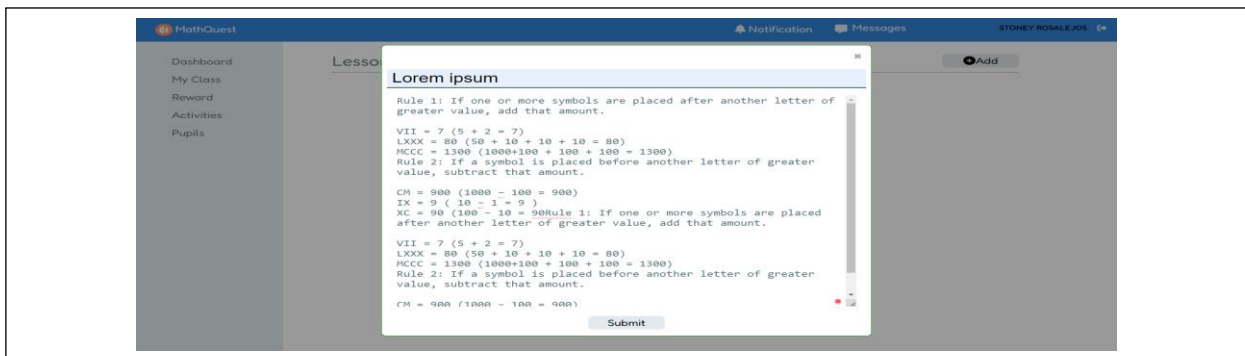 MathQuest
Notification
Messages
STONEY ROSALEJOS
Dashboard
My Class
Reward
Activities
Pupils
Lesso
Add
Lorem ipsum
Rule 1: If one or more symbols are placed after another letter of
greater value, add that amount.
VII = 7 (5 + 2 = 7)
LXXX = 80 (50 + 10 + 10 + 10 = 80)
MCCC = 1300 (1000+100 + 100 + 100 = 1300)
Rule 2: If a symbol is placed before another letter of greater
value, subtract that amount.
CM = 900 (1000 – 100 = 900)
IX = 9 ( 10 – 1 = 9 )
XC = 90 (100 – 10 = 90Rule 1: If one or more symbols are placed
after another letter of greater value, add that amount.
VII = 7 (5 + 2 = 7)
LXXX = 80 (50 + 10 + 10 + 10 = 80)
MCCC = 1300 (1000+100 + 100 + 100 = 1300)
Rule 2: If a symbol is placed before another letter of greater
value, subtract that amount.
CM = 900 (1000 – 100 = 900)
Submit